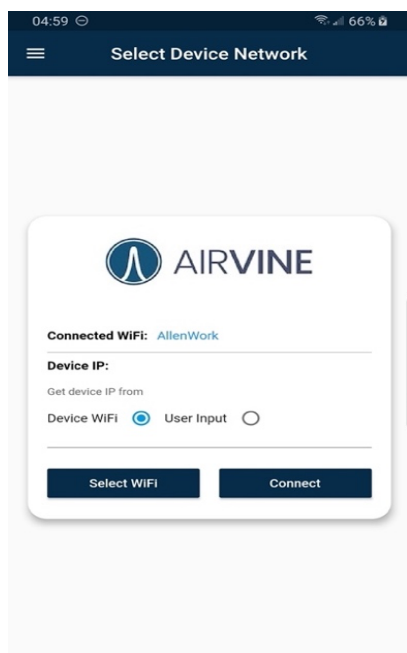 04:59 66%
Select Device Network
AIRVINE
Connected WiFi: AllenWork
Device IP:
Get device IP from
Device WiFi User Input
Select WiFi Connect